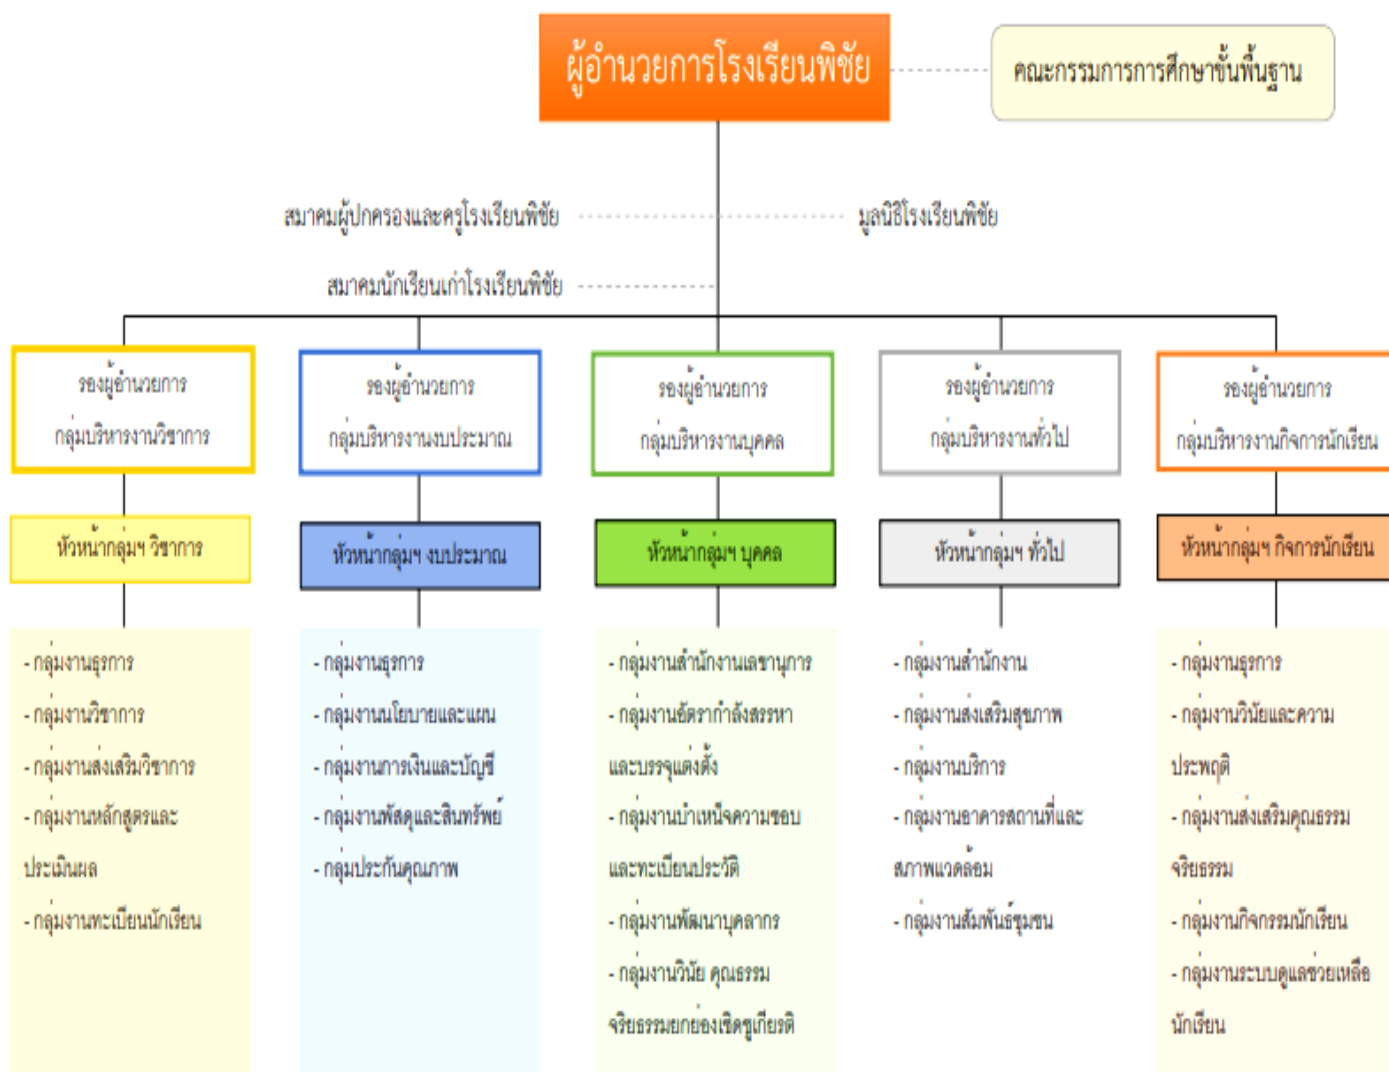 ผู้อำนวยการโรงเรียนพิชัย
คณะกรรมการการศึกษาขั้นพื้นฐาน
สมาคมผู้ปกครองและครูโรงเรียนพิชัย
มูลนิธิโรงเรียนพิชัย
สมาคมนักเรียนเก่าโรงเรียนพิชัย
รองผู้อำนวยการ
กลุ่มบริหารงานวิชาการ
รองผู้อำนวยการ
กลุ่มบริหารงานงบประมาณ
รองผู้อำนวยการ
กลุ่มบริหารงานบุคคล
รองผู้อำนวยการ
กลุ่มบริหารงานทั่วไป
รองผู้อำนวยการ
กลุ่มบริหารงานกิจการนักเรียน
หัวหน้ากลุ่มฯ วิชาการ
หัวหน้ากลุ่มฯ งบประมาณ
หัวหน้ากลุ่มฯ บุคคล
หัวหน้ากลุ่มฯ ทั่วไป
หัวหน้ากลุ่มฯ กิจการนักเรียน
- กลุ่มงานธุรการ
- กลุ่มงานวิชาการ
- กลุ่มงานส่งเสริมวิชาการ
- กลุ่มงานหลักสูตรและ
ประเมินผล
- กลุ่มงานทะเบียนนักเรียน
- กลุ่มงานธุรการ
- กลุ่มงานนโยบายและแผน
- กลุ่มงานการเงินและบัญชี
- กลุ่มงานพัสดุและสินทรัพย์
- กลุ่มประกันคุณภาพ
- กลุ่มงานสำนักงานเลขานุการ
- กลุ่มงานอัตรากำลังสรรหา
และบรรจุแต่งตั้ง
- กลุ่มงานบำเหน็จความชอบ
และทะเบียนประวัติ
- กลุ่มงานพัฒนาบุคลากร
- กลุ่มงานวินัย คุณธรรม
จริยธรรมยกย่องเชิดชูเกียรติ
- กลุ่มงานสำนักงาน
- กลุ่มงานส่งเสริมสุขภาพ
- กลุ่มงานบริการ
- กลุ่มงานอาคารสถานที่และ
สภาพแวดล้อม
- กลุ่มงานสัมพันธ์ชุมชน
- กลุ่มงานธุรการ
- กลุ่มงานวินัยและความ
ประพฤติ
- กลุ่มงานส่งเสริมคุณธรรม
จริยธรรม
- กลุ่มงานกิจกรรมนักเรียน
- กลุ่มงานระบบดูแลช่วยเหลือ
นักเรียน